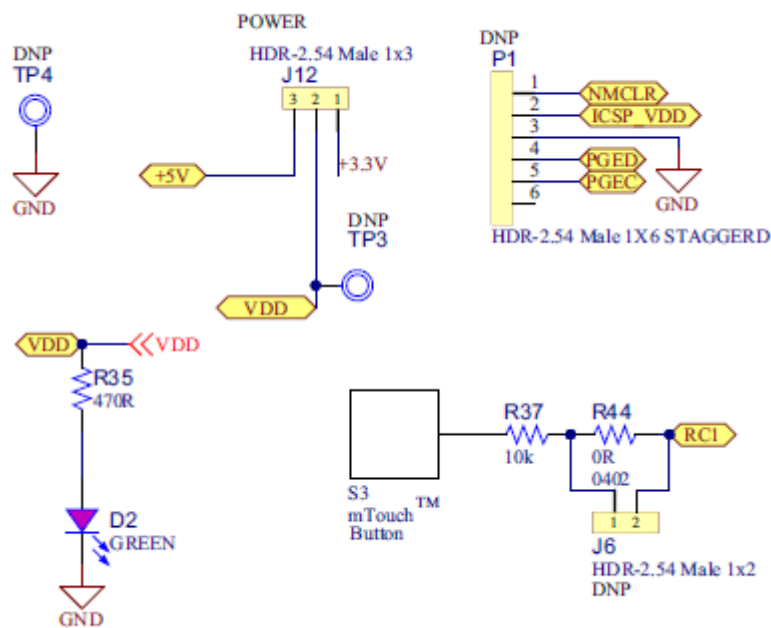 POWER
DNP
TP4
GND
HDR-2.54 Male 1x3
J12
3 2 1
+5V
+3.3V
DNP
TP3
VDD
DNP
P1
1
NMCLR
2
ICSP_VDD
3
4
PGED
5
PGEC
6
GND
HDR-2.54 Male 1X6 STAGGERD
VDD
VDD
R35
470R
D2
GREEN
GND
S3
mTouch™
Button
R37
10k
R44
0R
0402
RC1
1 2
J6
HDR-2.54 Male 1x2
DNP